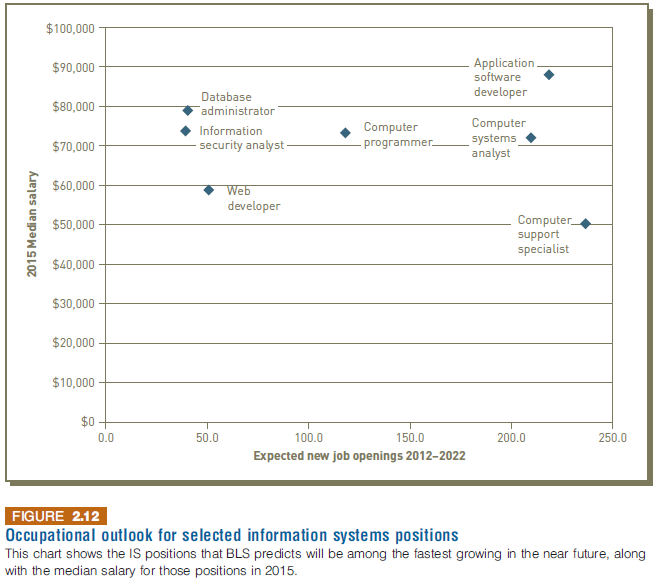 $100,000
$90,000
$80,000
$70,000
$60,000
$50,000
$40,000
$30,000
$20,000
$10,000
$0
2015 Median salary
Database
administrator
Information
security analyst
Web
developer
Computer
programmer
Application
software
developer
Computer
systems
analyst
Computer
support
specialist
0.0 50.0 100.0 150.0 200.0 250.0
Expected new job openings 2012–2022
FIGURE 2.12
Occupational outlook for selected information systems positions
This chart shows the IS positions that BLS predicts will be among the fastest growing in the near future, along
with the median salary for those positions in 2015.